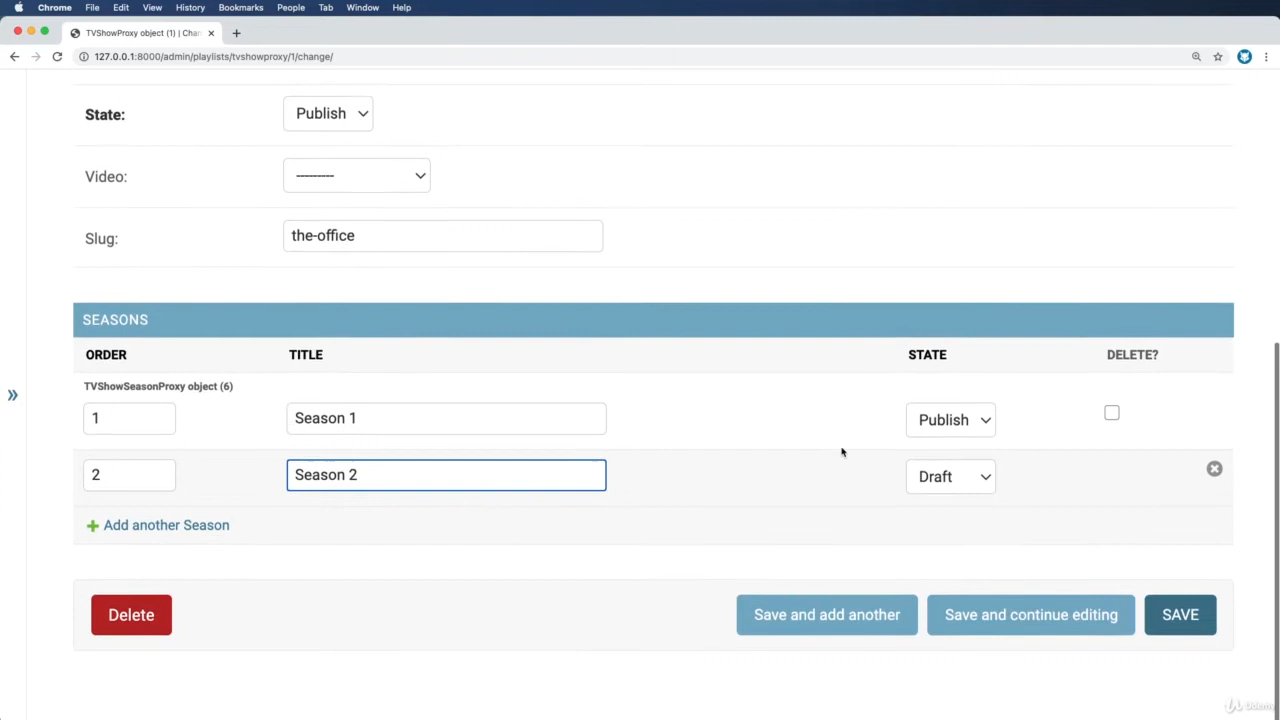 Chrome File Edit View History Bookmarks People Tab Window Help
TVShowProxy object (1) | Chan
127.0.0.1:8000/admin/playlists/tvshowproxy/1/change/
State: Publish
Video: ---------
Slug: the-office
SEASONS
ORDER TITLE STATE DELETE?
TVShowSeasonProxy object (6)
1 Season 1 Publish
2 Season 2 Draft
Add another Season
Delete Save and add another Save and continue editing SAVE
Udemy